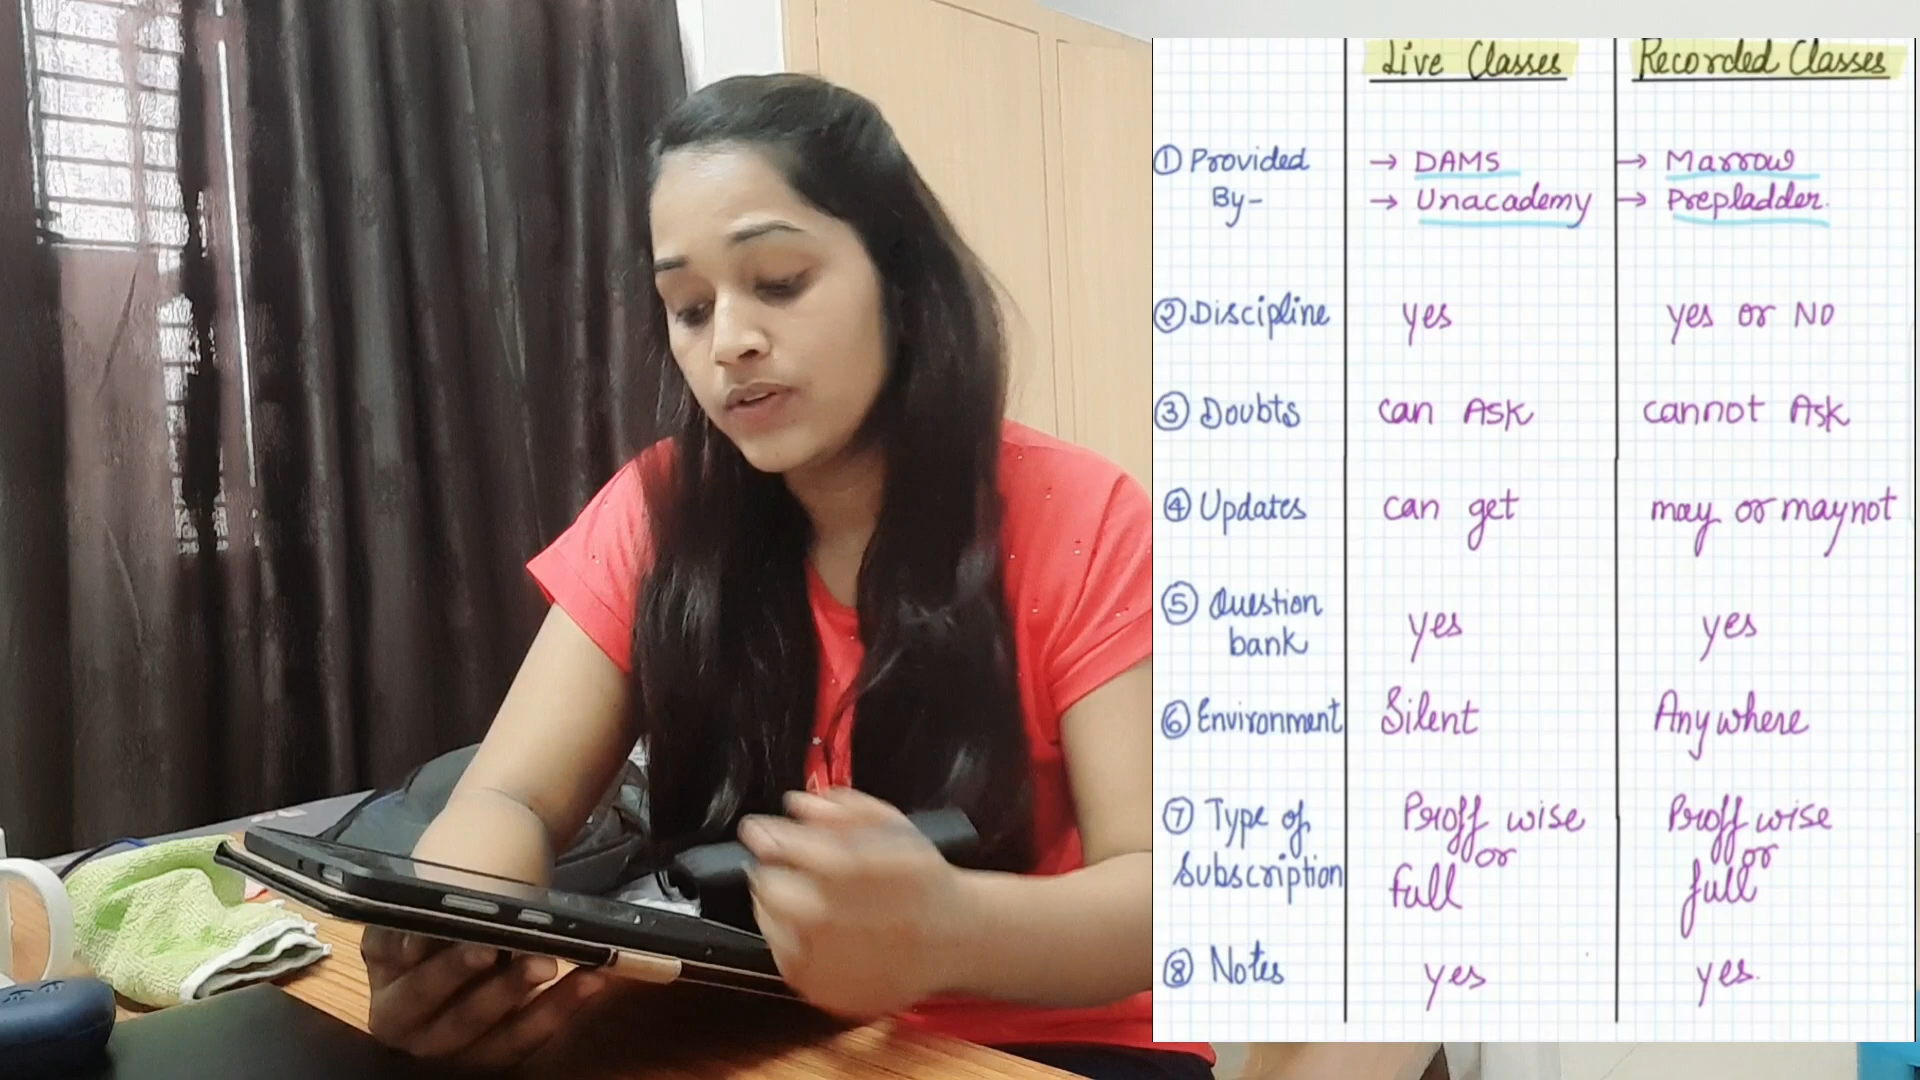 Live Classes Recorded Classes
① Provided → DAMS → Marrow
By- → Unacademy → Prepladder.
② Discipline yes yes or NO
③ Doubts can Ask cannot Ask
④ Updates can get may or maynot
⑤ Question
bank yes yes
⑥ Environment Silent Anywhere
⑦ Type of Proff wise Proff wise
or or
Subscription full full
⑧ Notes yes yes.